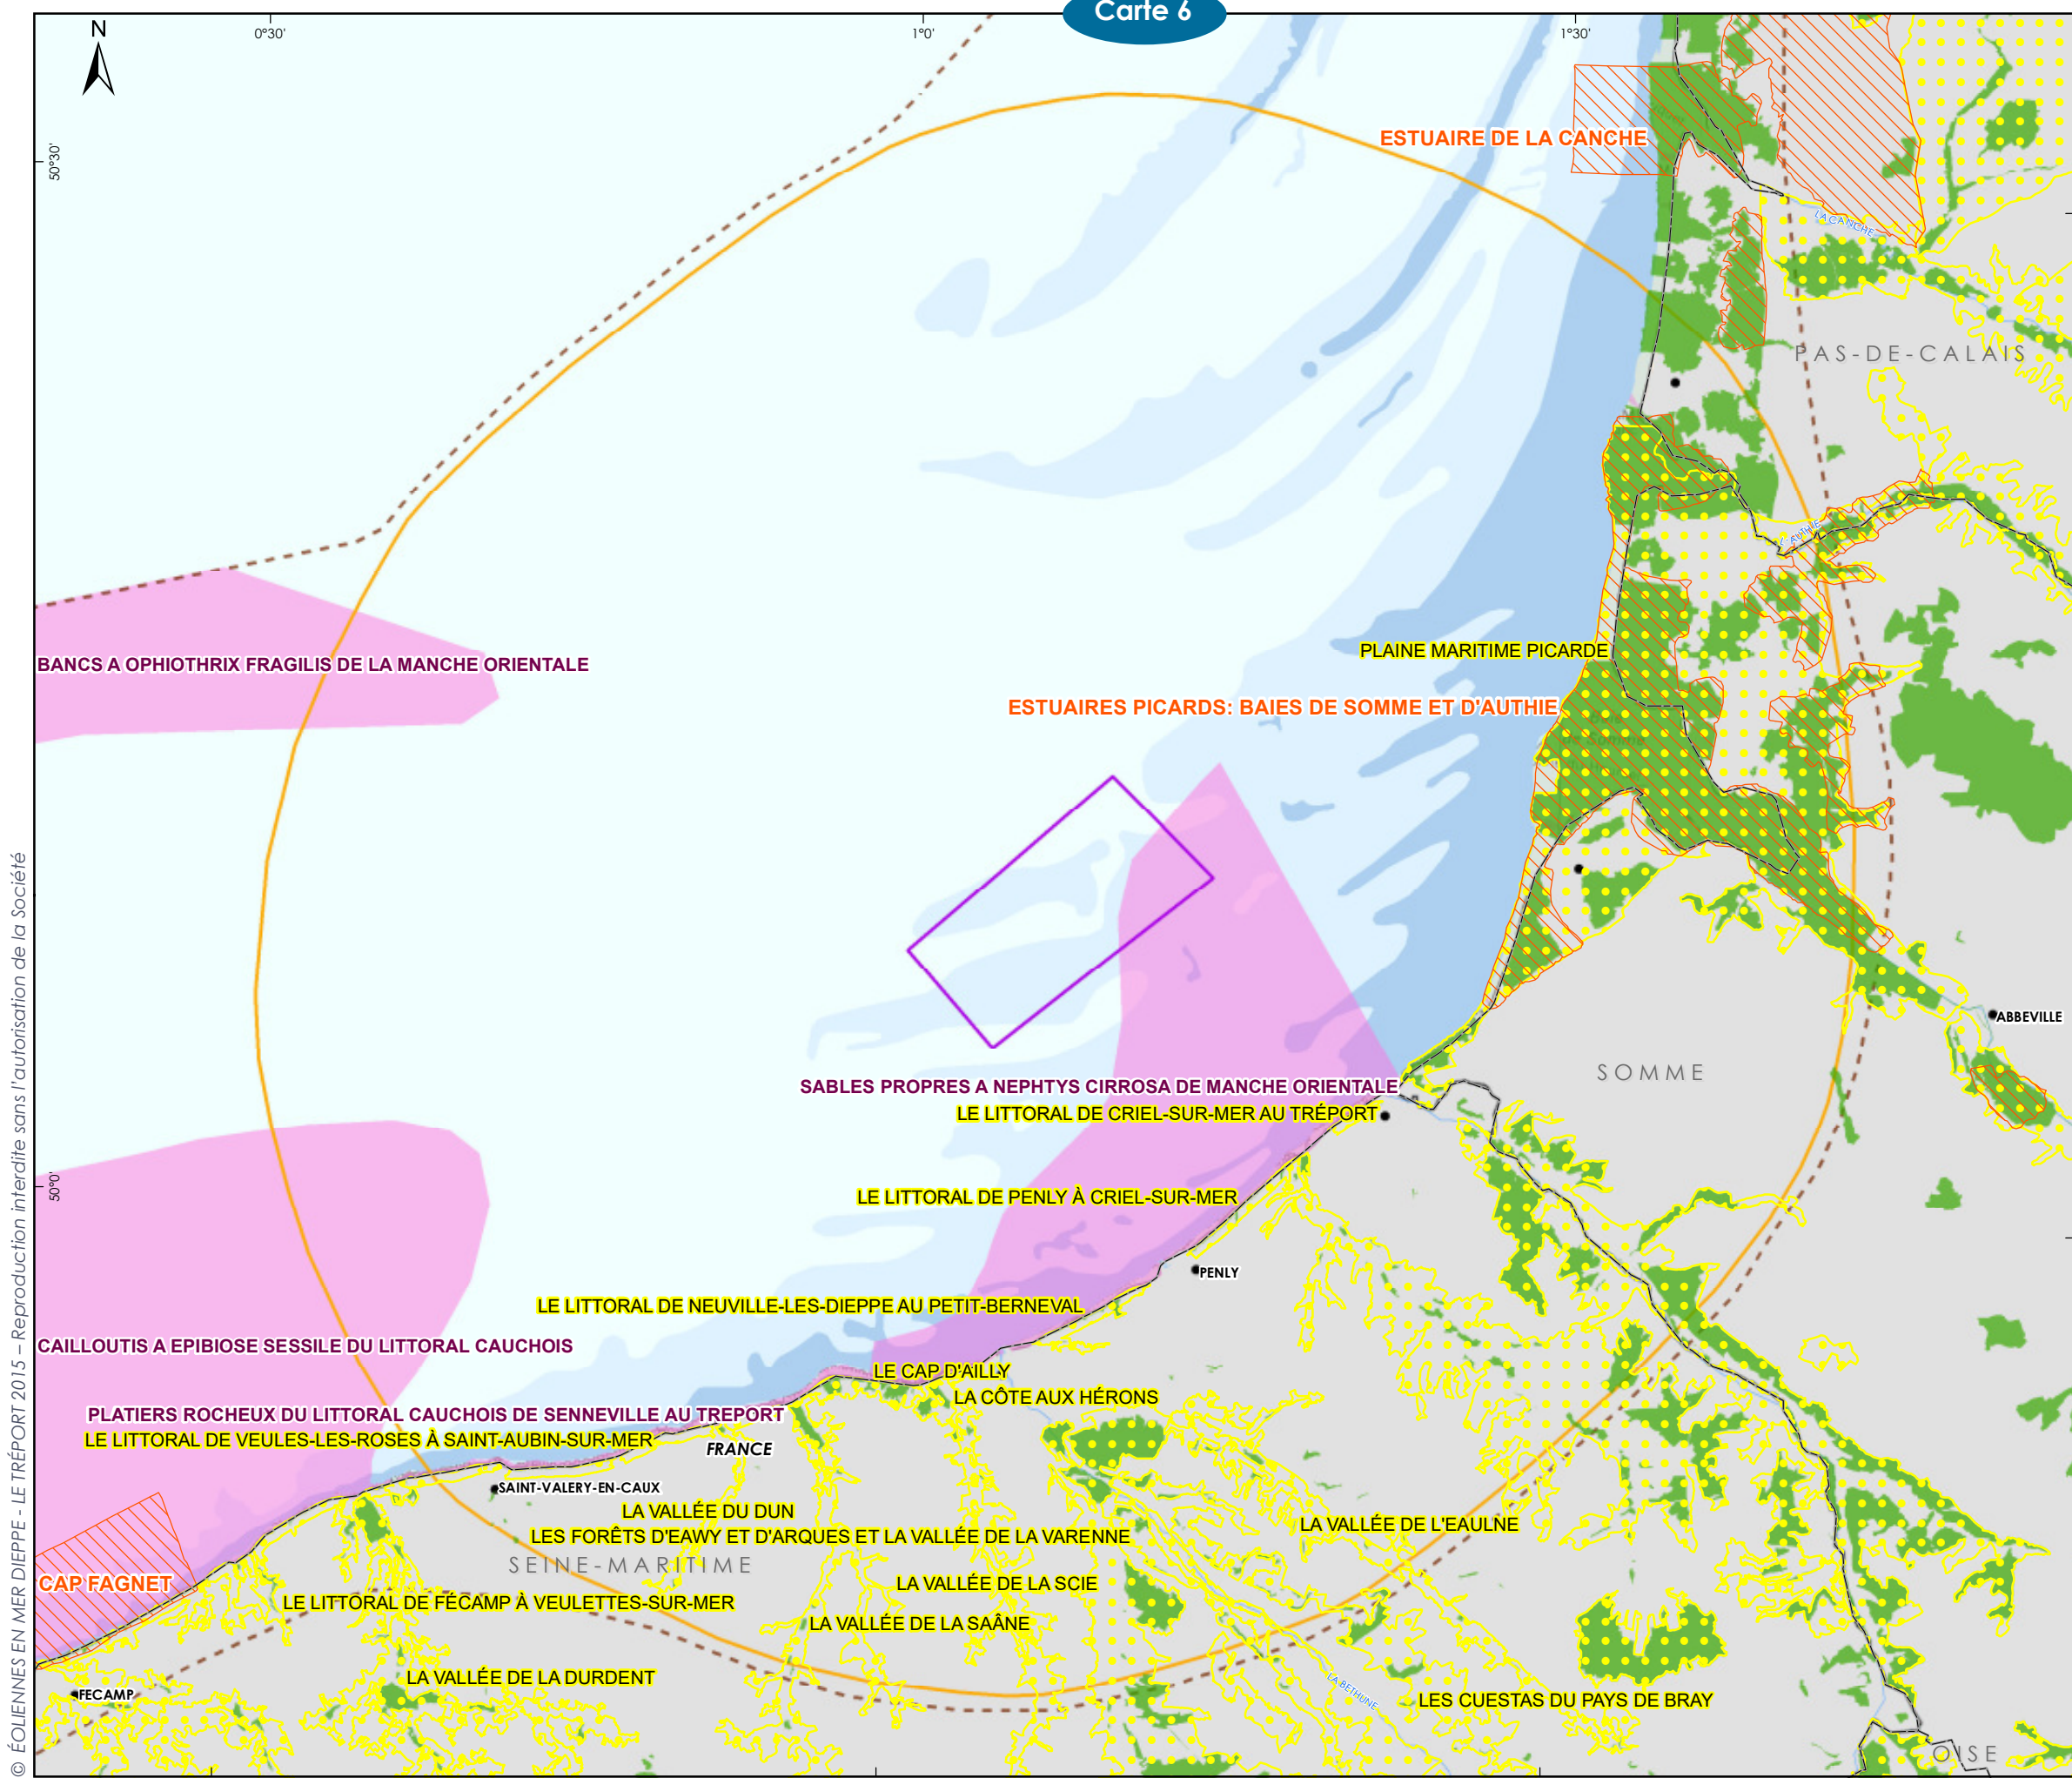 Carte 6
N
0°30'
1°0'
1°30'
50°30'
ESTUAIRE DE LA CANCHE
LA CANCHE
PAS-DE-CALAIS
L'AUTHIE
PLAINE MARITIME PICARDE
BANCS A OPHIOTHRIX FRAGILIS DE LA MANCHE ORIENTALE
ESTUAIRES PICARDS: BAIES DE SOMME ET D'AUTHIE
ABBEVILLE
SOMME
SABLES PROPRES A NEPHTYS CIRROSA DE MANCHE ORIENTALE
LE LITTORAL DE CRIEL-SUR-MER AU TRÉPORT
50°0'
LE LITTORAL DE PENLY À CRIEL-SUR-MER
PENLY
LE LITTORAL DE NEUVILLE-LES-DIEPPE AU PETIT-BERNEVAL
CAILLOUTIS A EPIBIOSE SESSILE DU LITTORAL CAUCHOIS
LE CAP D'AILLY
LA CÔTE AUX HÉRONS
PLATIERS ROCHEUX DU LITTORAL CAUCHOIS DE SENNEVILLE AU TREPORT
LE LITTORAL DE VEULES-LES-ROSES À SAINT-AUBIN-SUR-MER
FRANCE
SAINT-VALERY-EN-CAUX
LA VALLÉE DU DUN
LA VALLÉE DE L'EAULNE
LES FORÊTS D'EAWY ET D'ARQUES ET LA VALLÉE DE LA VARENNE
SEINE-MARITIME
CAP FAGNET
LA VALLÉE DE LA SCIE
LE LITTORAL DE FÉCAMP À VEULETTES-SUR-MER
LA VALLÉE DE LA SAÂNE
LA VALLÉE DE LA DURDENT
LA BETHUNE
FECAMP
LES CUESTAS DU PAYS DE BRAY
OISE
© ÉOLIENNES EN MER DIEPPE - LE TRÉPORT 2015 – Reproduction interdite sans l'autorisation de la Société